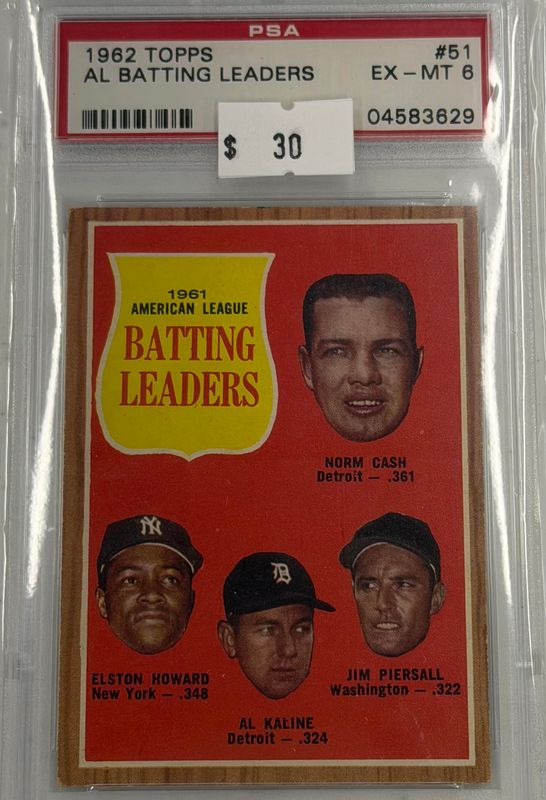 PSA
1962 TOPPS #51
AL BATTING LEADERS EX - MT 6
04583629
$ 30
1961
AMERICAN LEAGUE
BATTING
LEADERS
NORM CASH
Detroit — .361
NY
D
ELSTON HOWARD
New York — .348
JIM PIERSALL
Washington — .322
AL KALINE
Detroit — .324